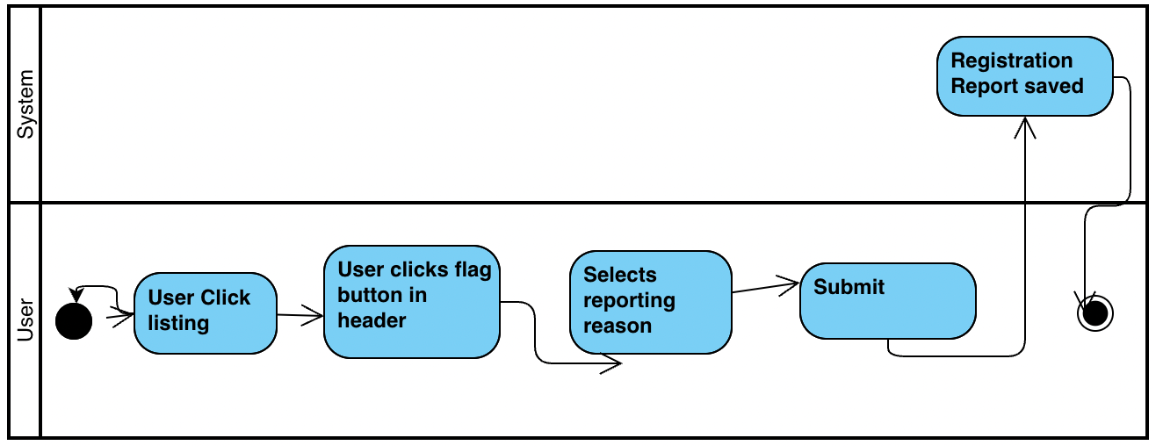 System
Registration
Report saved
User
User Click
listing
User clicks flag
button in
header
Selects
reporting
reason
Submit